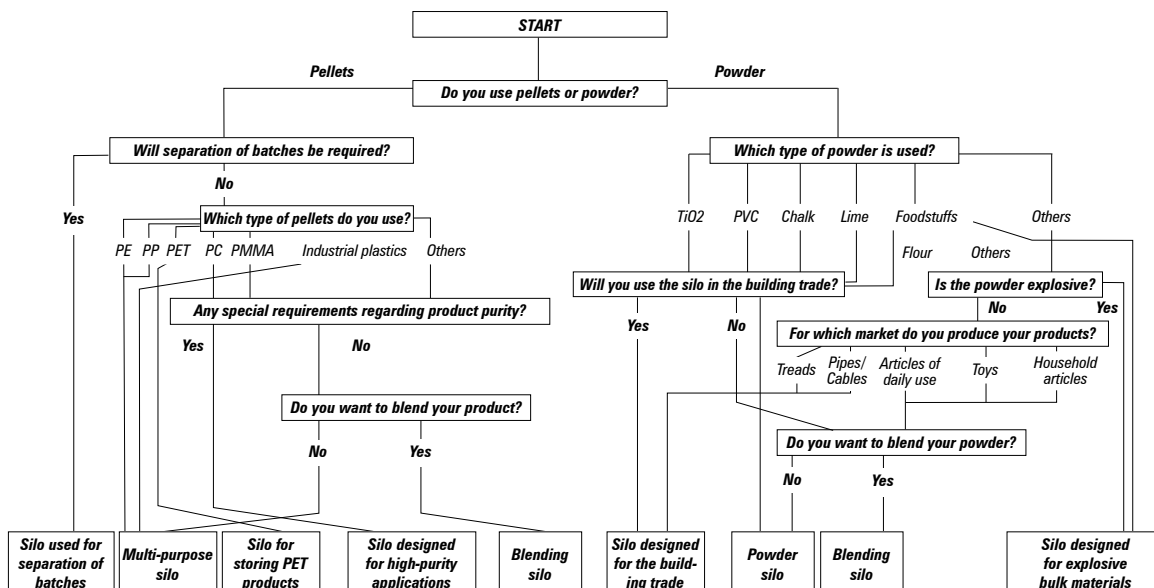 START
Pellets
Powder
Do you use pellets or powder?
Will separation of batches be required?
Which type of powder is used?
No
Yes
Which type of pellets do you use?
TiO2 PVC Chalk Lime Foodstuffs Others
PE PP PET PC PMMA Industrial plastics Others
Flour Others
Will you use the silo in the building trade?
Is the powder explosive?
Any special requirements regarding product purity?
No Yes
Yes No
For which market do you produce your products?
Yes No
Treads
Pipes/
Cables
Articles of
daily use
Toys
Household
articles
Do you want to blend your product?
Do you want to blend your powder?
No Yes
No Yes
Silo used for
separation of
batches
Multi-purpose
silo
Silo for
storing PET
products
Silo designed
for high-purity
applications
Blending
silo
Silo designed
for the build-
ing trade
Powder
silo
Blending
silo
Silo designed
for explosive
bulk materials